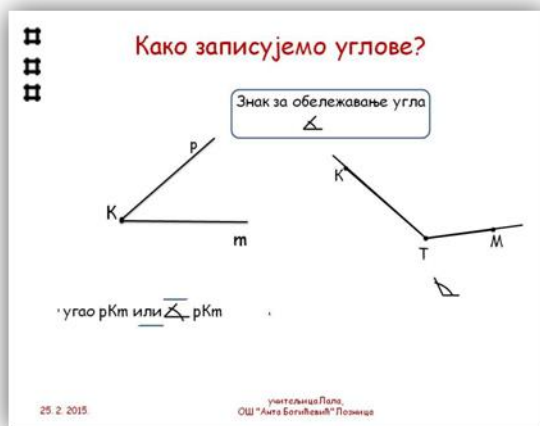 Како записујемо углове?
Знак за обележавање угла
∡
p
K
m
K
T
M
угао pKm или ∡ pKm
25. 2. 2015.
учитељица Лала,
ОШ "Анта Богићевић" Лозница